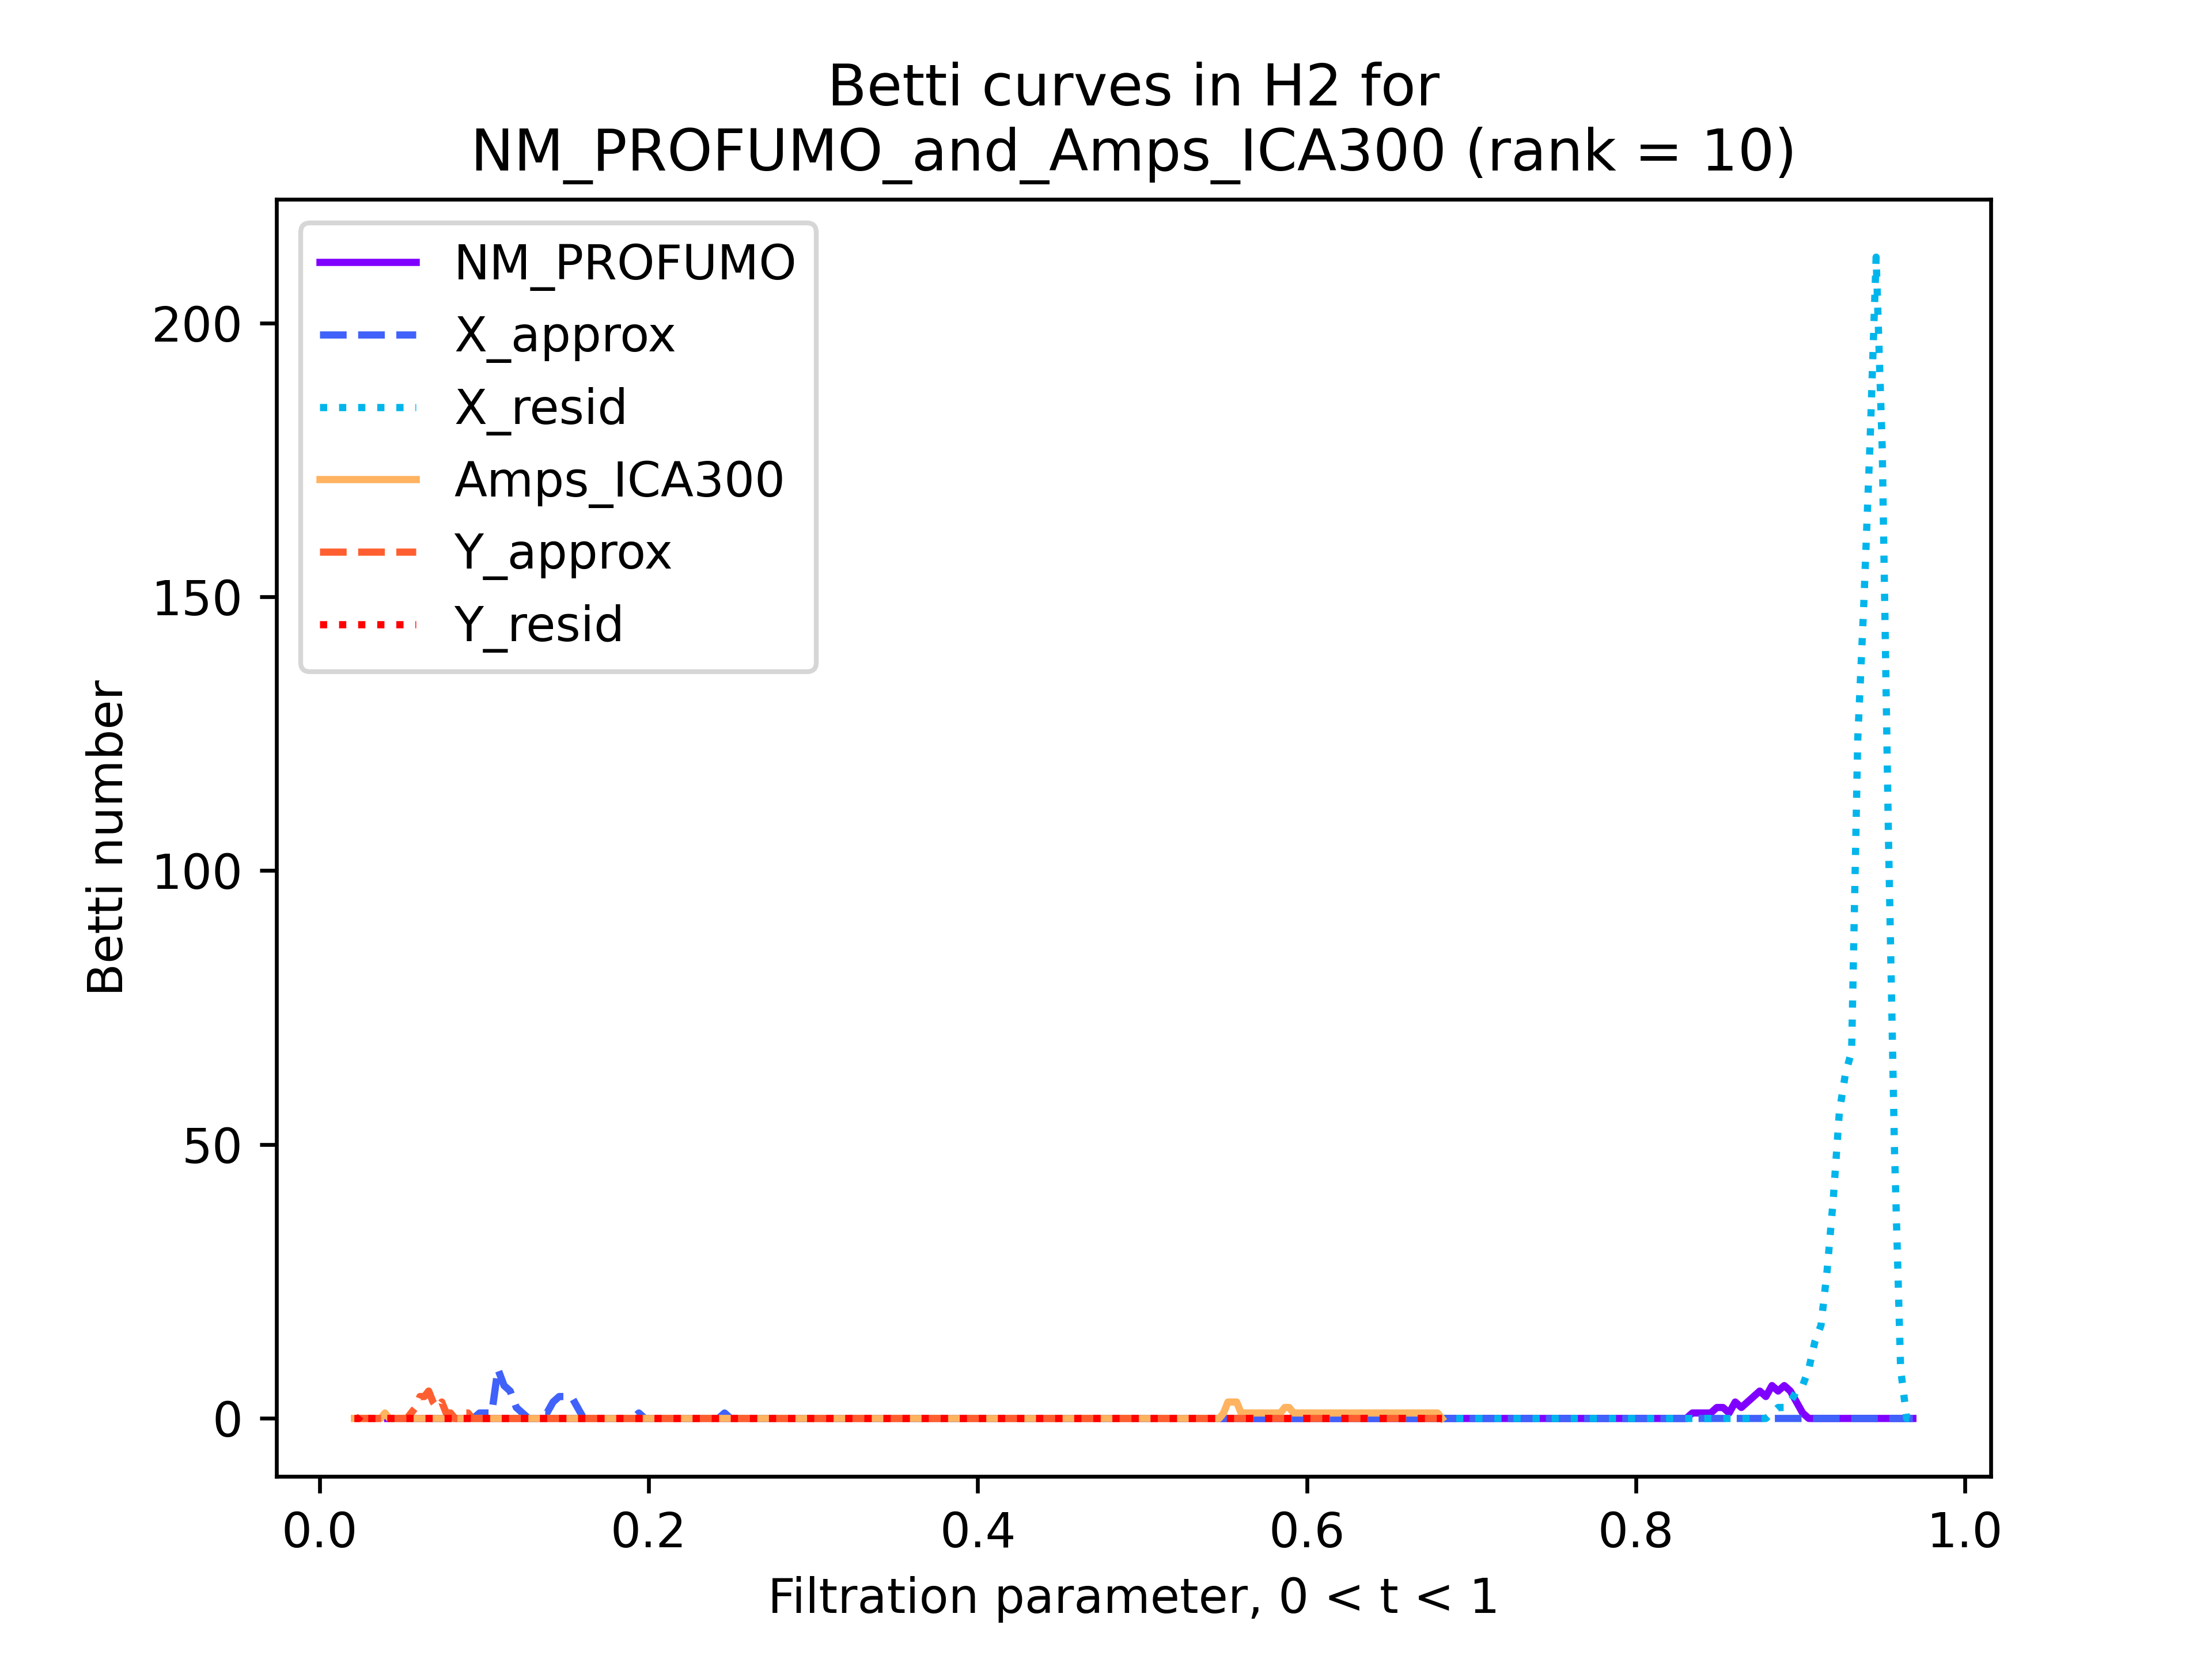 Betti curves in H2 for
NM_PROFUMO_and_Amps_ICA300 (rank = 10)
NM_PROFUMO
X_approx
X_resid
Amps_ICA300
Y_approx
Y_resid
Betti number
200
150
100
50
0
0.0 0.2 0.4 0.6 0.8 1.0
Filtration parameter, 0 < t < 1